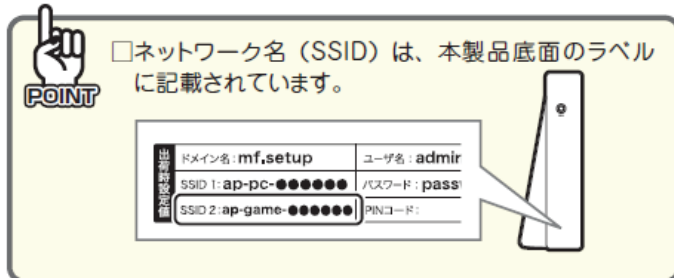 POINT
□ネットワーク名（SSID）は、本製品底面のラベル
に記載されています。
出荷時設定値
ドメイン名：mf.setup
ユーザ名：admin
SSID 1：ap-pc-●●●●●●
パスワード：passw
SSID 2：ap-game-●●●●●●
PINコード：